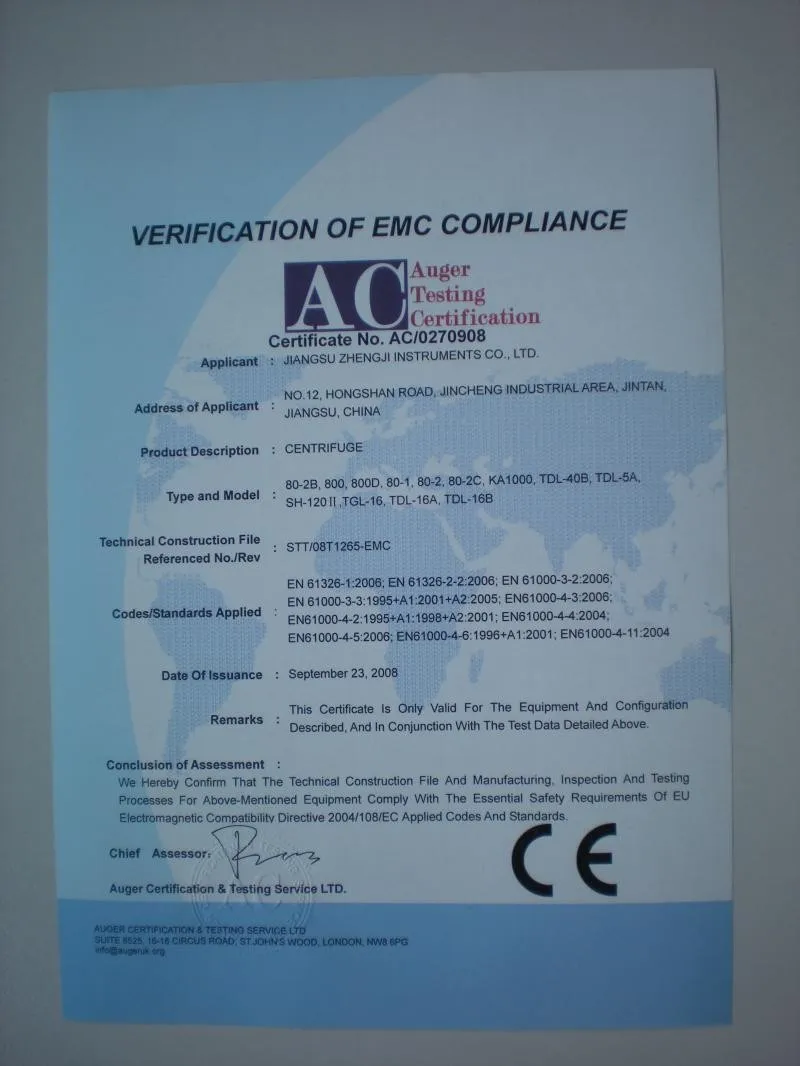 VERIFICATION OF EMC COMPLIANCE
AC Auger
Testing
Certification
Certificate No. AC/0270908
Applicant : JIANGSU ZHENGJI INSTRUMENTS CO., LTD.
Address of Applicant : NO.12, HONGSHAN ROAD, JINCHENG INDUSTRIAL AREA, JINTAN,
JIANGSU, CHINA
Product Description : CENTRIFUGE
Type and Model : 80-2B, 800, 800D, 80-1, 80-2, 80-2C, KA1000, TDL-40B, TDL-5A,
SH-120Ⅱ,TGL-16, TDL-16A, TDL-16B
Technical Construction File
Referenced No./Rev : STT/08T1265-EMC
Codes/Standards Applied : EN 61326-1:2006; EN 61326-2-2:2006; EN 61000-3-2:2006;
EN 61000-3-3:1995+A1:2001+A2:2005; EN61000-4-3:2006;
EN61000-4-2:1995+A1:1998+A2:2001; EN61000-4-4:2004;
EN61000-4-5:2006; EN61000-4-6:1996+A1:2001; EN61000-4-11:2004
Date Of Issuance : September 23, 2008
Remarks : This Certificate Is Only Valid For The Equipment And Configuration
Described, And In Conjunction With The Test Data Detailed Above.
Conclusion of Assessment :
We Hereby Confirm That The Technical Construction File And Manufacturing, Inspection And Testing
Processes For Above-Mentioned Equipment Comply With The Essential Safety Requirements Of EU
Electromagnetic Compatibility Directive 2004/108/EC Applied Codes And Standards.
Chief Assessor:
CE
Auger Certification & Testing Service LTD.
AUGER CERTIFICATION & TESTING SERVICE LTD
SUITE 8525, 16-18 CIRCUS ROAD, ST.JOHN'S WOOD, LONDON, NW8 6PG
info@augeruk.org